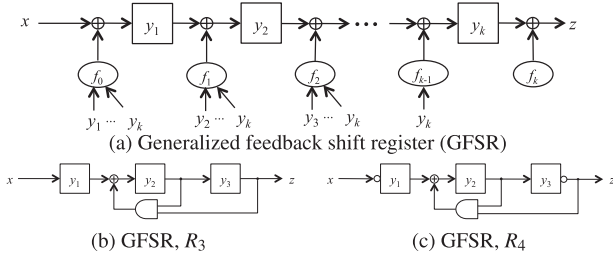 x y₁ y₂ yₖ z
f₀ f₁ f₂ fₖ₋₁ fₖ
y₁ ··· yₖ y₂ ··· yₖ y₃ ··· yₖ yₖ
(a) Generalized feedback shift register (GFSR)
x y₁ y₂ y₃ z x y₁ y₂ y₃ z
(b) GFSR, R₃ (c) GFSR, R₄